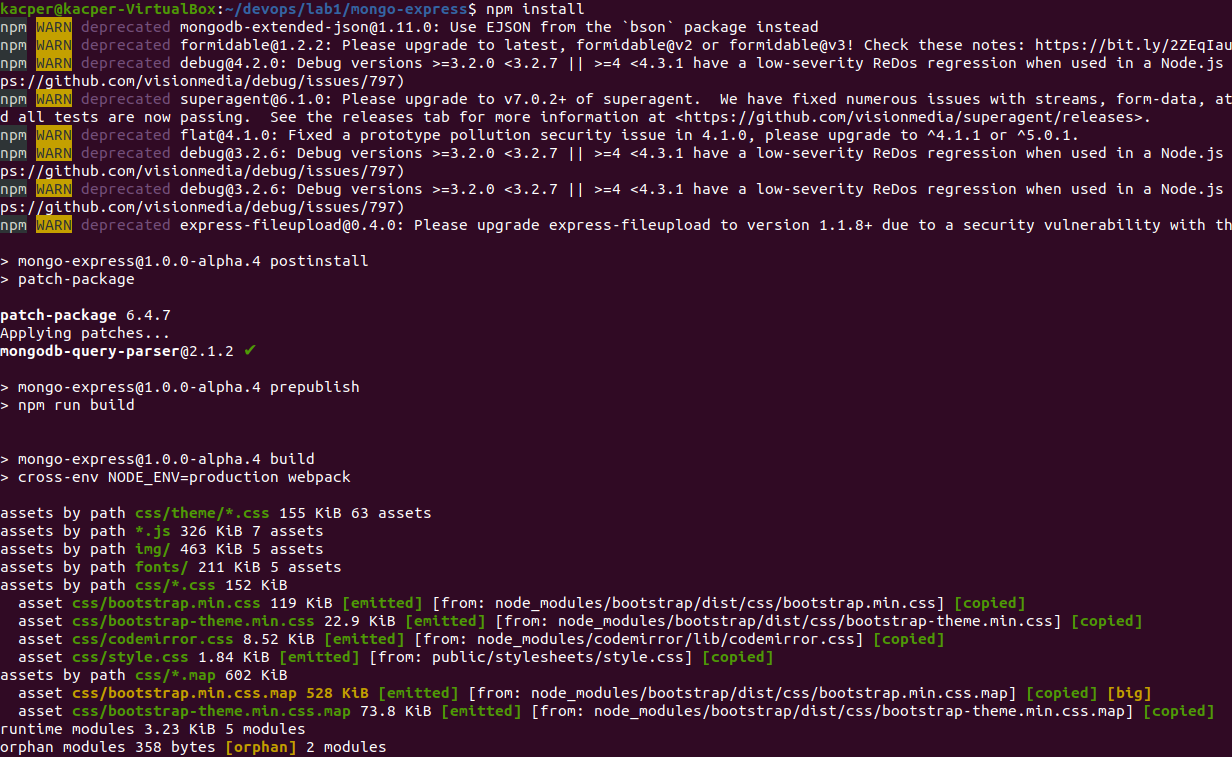 kacper@kacper-VirtualBox:~/devops/lab1/mongo-express$ npm install
npm WARN deprecated mongodb-extended-json@1.11.0: Use EJSON from the `bson` package instead
npm WARN deprecated formidable@1.2.2: Please upgrade to latest, formidable@v2 or formidable@v3! Check these notes: https://bit.ly/2ZEqIau
npm WARN deprecated debug@4.2.0: Debug versions >=3.2.0 <3.2.7 || >=4 <4.3.1 have a low-severity ReDos regression when used in a Node.js
ps://github.com/visionmedia/debug/issues/797)
npm WARN deprecated superagent@6.1.0: Please upgrade to v7.0.2+ of superagent.  We have fixed numerous issues with streams, form-data, at
d all tests are now passing.  See the releases tab for more information at <https://github.com/visionmedia/superagent/releases>.
npm WARN deprecated flat@4.1.0: Fixed a prototype pollution security issue in 4.1.0, please upgrade to ^4.1.1 or ^5.0.1.
npm WARN deprecated debug@3.2.6: Debug versions >=3.2.0 <3.2.7 || >=4 <4.3.1 have a low-severity ReDos regression when used in a Node.js
ps://github.com/visionmedia/debug/issues/797)
npm WARN deprecated debug@3.2.6: Debug versions >=3.2.0 <3.2.7 || >=4 <4.3.1 have a low-severity ReDos regression when used in a Node.js
ps://github.com/visionmedia/debug/issues/797)
npm WARN deprecated express-fileupload@0.4.0: Please upgrade express-fileupload to version 1.1.8+ due to a security vulnerability with th
> mongo-express@1.0.0-alpha.4 postinstall
> patch-package
patch-package 6.4.7
Applying patches...
mongodb-query-parser@2.1.2 ✔
> mongo-express@1.0.0-alpha.4 prepublish
> npm run build
> mongo-express@1.0.0-alpha.4 build
> cross-env NODE_ENV=production webpack
assets by path css/theme/*.css 155 KiB 63 assets
assets by path *.js 326 KiB 7 assets
assets by path img/ 463 KiB 5 assets
assets by path fonts/ 211 KiB 5 assets
assets by path css/*.css 152 KiB
  asset css/bootstrap.min.css 119 KiB [emitted] [from: node_modules/bootstrap/dist/css/bootstrap.min.css] [copied]
  asset css/bootstrap-theme.min.css 22.9 KiB [emitted] [from: node_modules/bootstrap/dist/css/bootstrap-theme.min.css] [copied]
  asset css/codemirror.css 8.52 KiB [emitted] [from: node_modules/codemirror/lib/codemirror.css] [copied]
  asset css/style.css 1.84 KiB [emitted] [from: public/stylesheets/style.css] [copied]
assets by path css/*.map 602 KiB
  asset css/bootstrap.min.css.map 528 KiB [emitted] [from: node_modules/bootstrap/dist/css/bootstrap.min.css.map] [copied] [big]
  asset css/bootstrap-theme.min.css.map 73.8 KiB [emitted] [from: node_modules/bootstrap/dist/css/bootstrap-theme.min.css.map] [copied]
runtime modules 3.23 KiB 5 modules
orphan modules 358 bytes [orphan] 2 modules